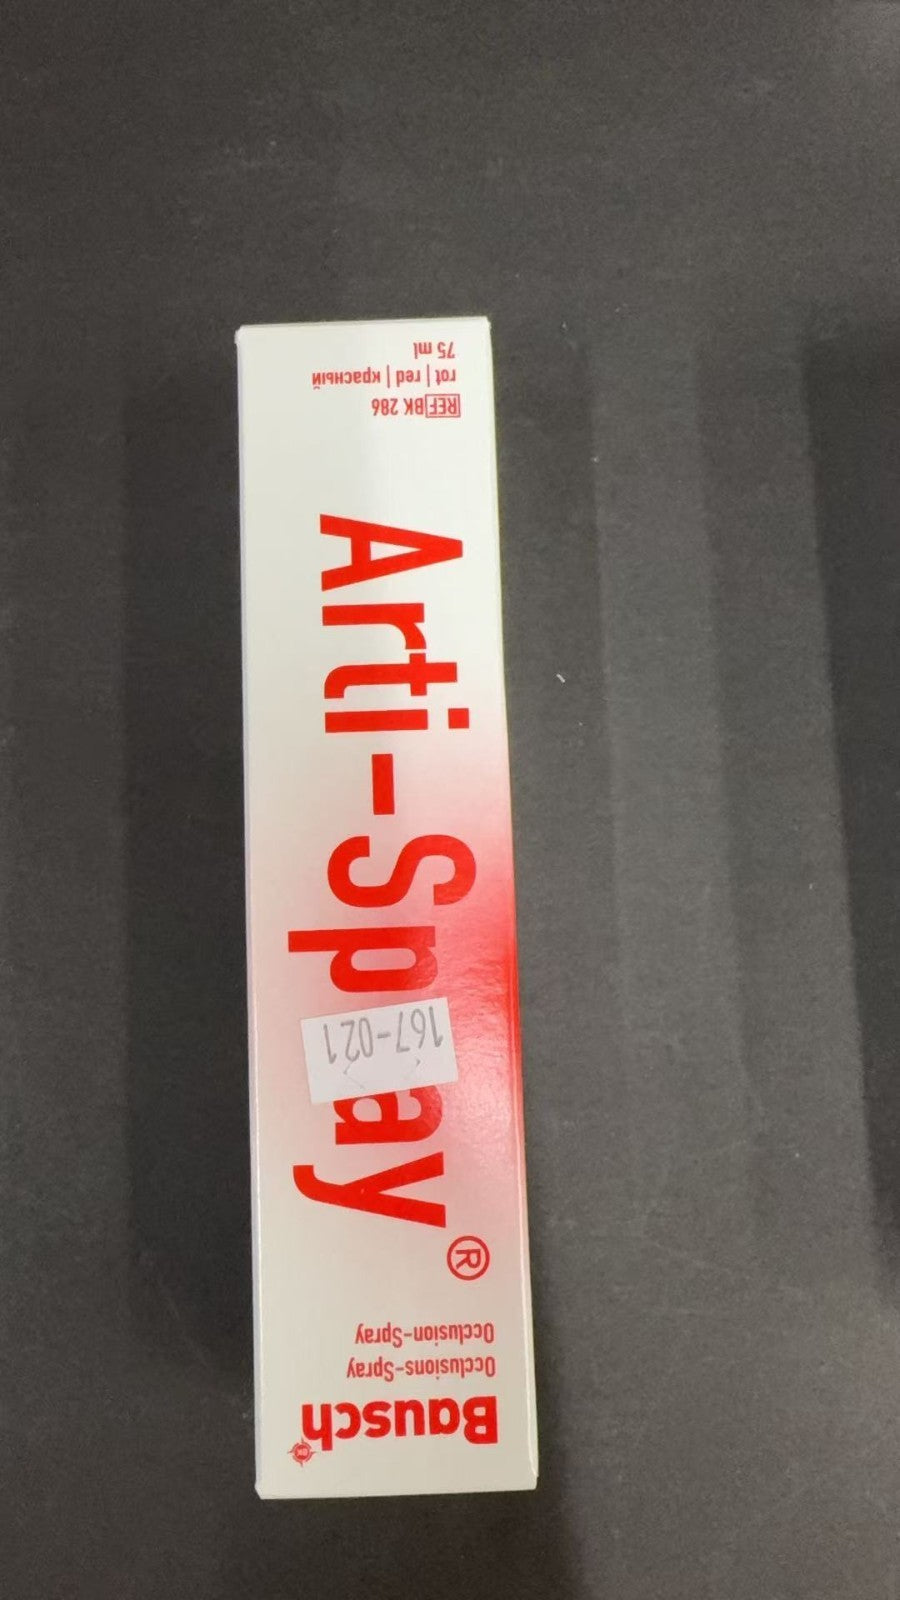 Bausch
Occlusions-Spray
Occlusion-Spray
Arti-Spray®
167-021
REF BK 286
rot | red | красный
75 ml